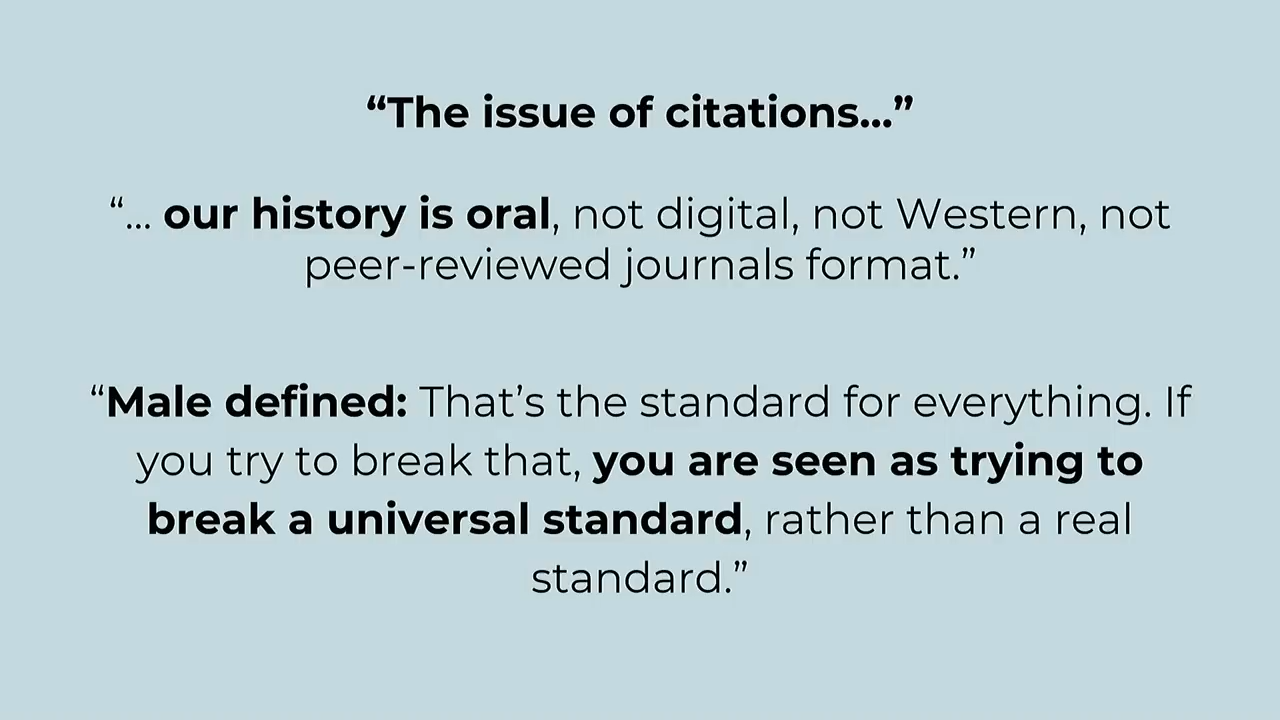 “The issue of citations...”
“... our history is oral, not digital, not Western, not
peer-reviewed journals format.”
“Male defined: That’s the standard for everything. If
you try to break that, you are seen as trying to
break a universal standard, rather than a real
standard.”